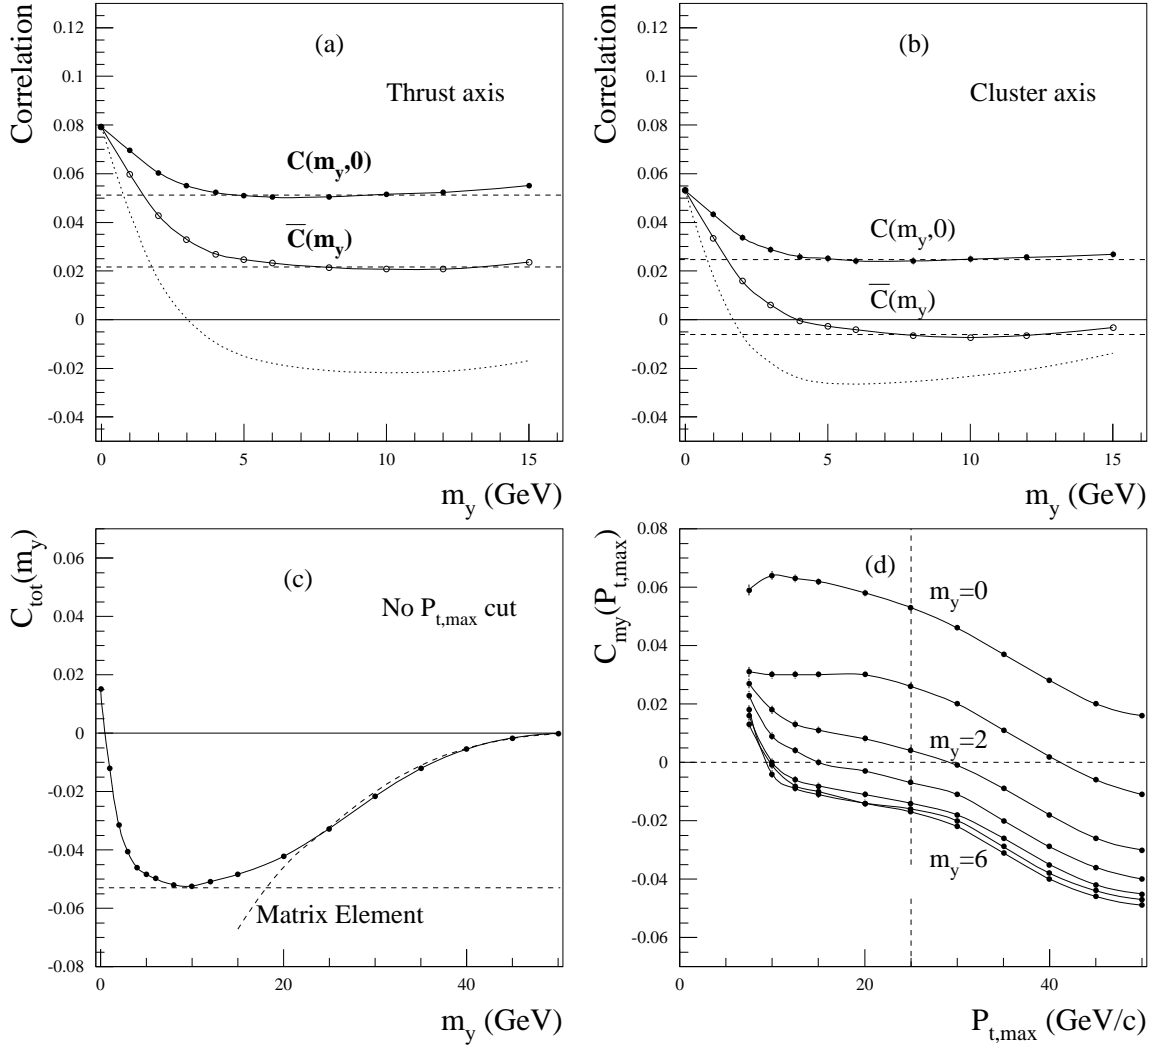 (a)
Thrust axis
C(m_y,0)
C̅(m_y)
Correlation
0.12
0.1
0.08
0.06
0.04
0.02
0
-0.02
-0.04
0 5 10 15
m_y (GeV)
(b)
Cluster axis
C(m_y,0)
C̅(m_y)
Correlation
0.12
0.1
0.08
0.06
0.04
0.02
0
-0.02
-0.04
0 5 10 15
m_y (GeV)
(c)
No P_t,max cut
Matrix Element
C_tot(m_y)
0.06
0.04
0.02
0
-0.02
-0.04
-0.06
-0.08
0 20 40
m_y (GeV)
(d)
m_y=0
m_y=2
m_y=6
C_my(P_t,max)
0.08
0.06
0.04
0.02
0
-0.02
-0.04
-0.06
0 20 40
P_t,max (GeV/c)